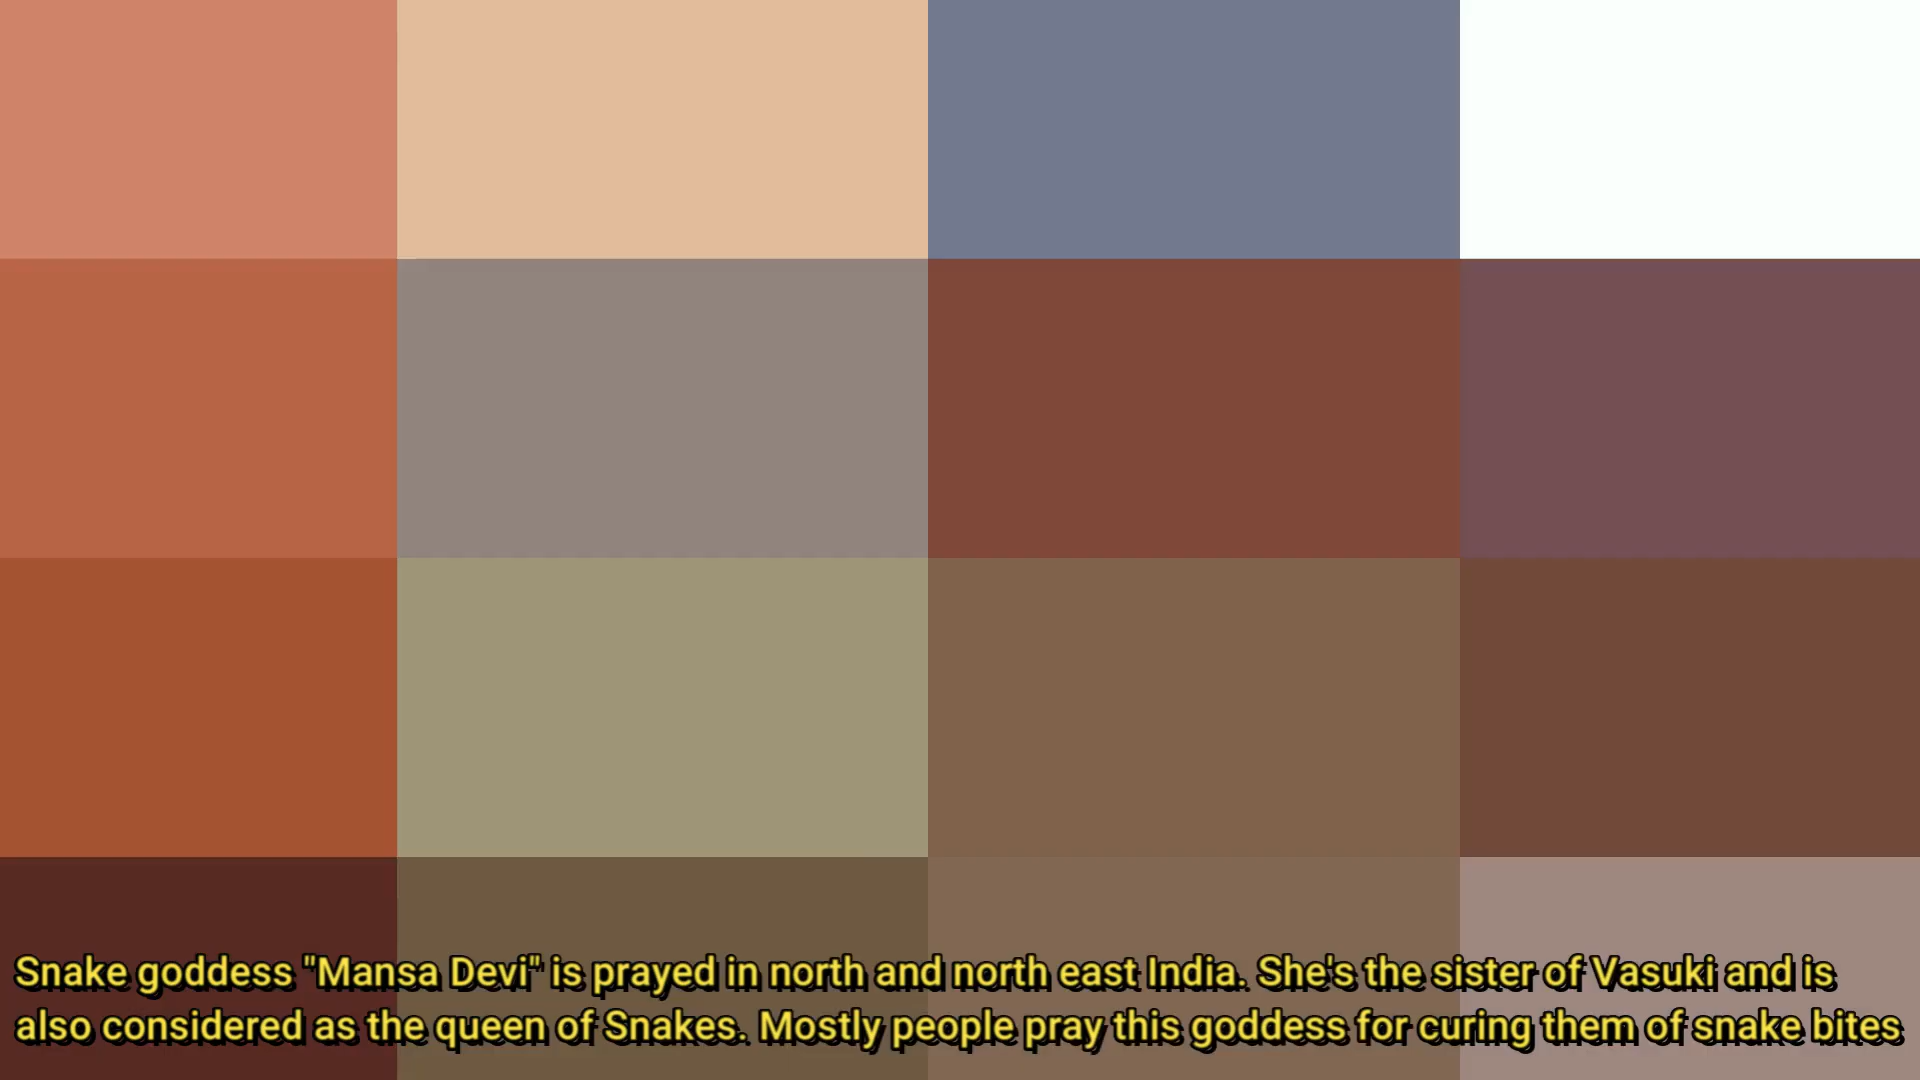 Snake goddess "Mansa Devi" is prayed in north and north east India. She's the sister of Vasuki and is
also considered as the queen of Snakes. Mostly people pray this goddess for curing them of snake bites